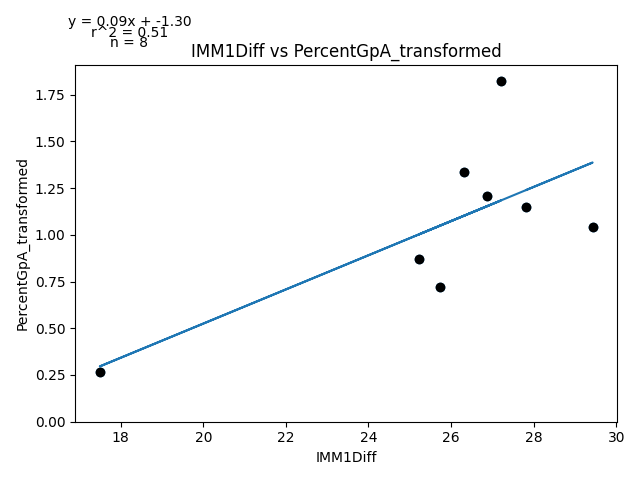 y = 0.09x + -1.30
r^2 = 0.51
n = 8
IMM1Diff vs PercentGpA_transformed
PercentGpA_transformed
1.75
1.50
1.25
1.00
0.75
0.50
0.25
0.00
18 20 22 24 26 28 30
IMM1Diff